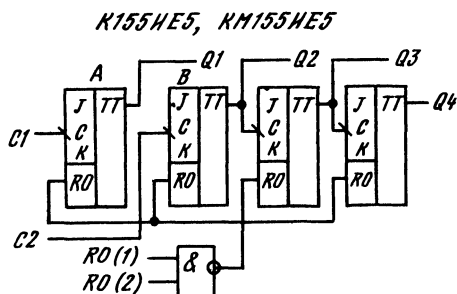 К155ИЕ5, КМ155ИЕ5
A
B
Q1
Q2
Q3
Q4
J TT
J TT
J TT
J TT
C1
C
C
C
C
K
K
K
K
R0
R0
R0
R0
C2
R0(1)
R0(2)
&